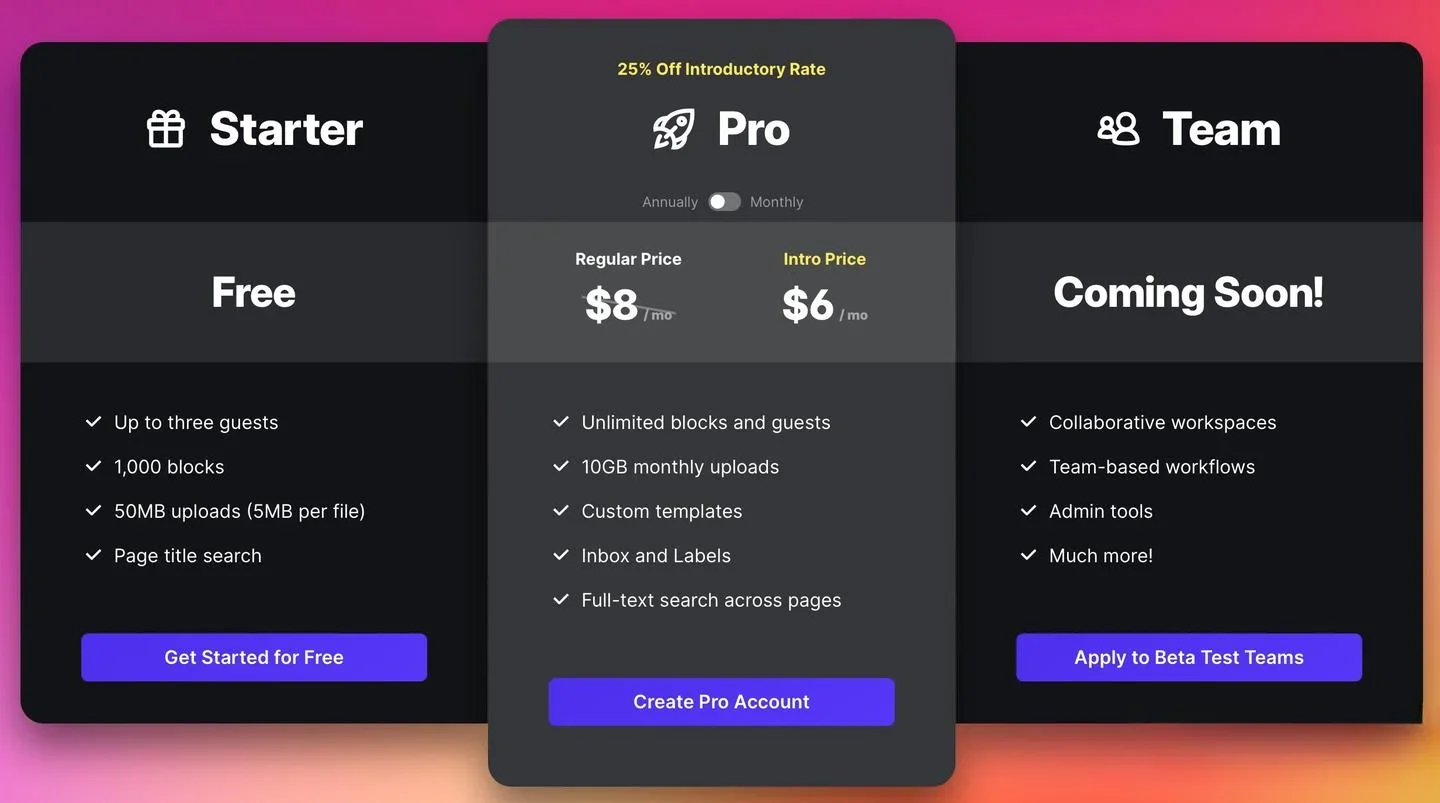 Starter
Free
Up to three guests
1,000 blocks
50MB uploads (5MB per file)
Page title search
Get Started for Free
25% Off Introductory Rate
Pro
Annually Monthly
Regular Price Intro Price
$8 / mo $6 / mo
Unlimited blocks and guests
10GB monthly uploads
Custom templates
Inbox and Labels
Full-text search across pages
Create Pro Account
Team
Coming Soon!
Collaborative workspaces
Team-based workflows
Admin tools
Much more!
Apply to Beta Test Teams